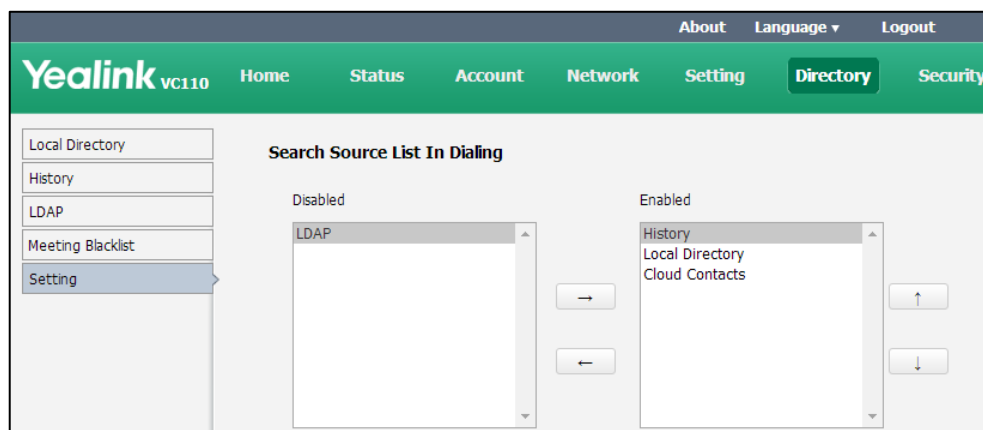 About Language ▾ Logout
Yealink VC110 Home Status Account Network Setting Directory Security
Local Directory
History
LDAP
Meeting Blacklist
Setting
Search Source List In Dialing
Disabled
LDAP
Enabled
History
Local Directory
Cloud Contacts
→
←
↑
↓